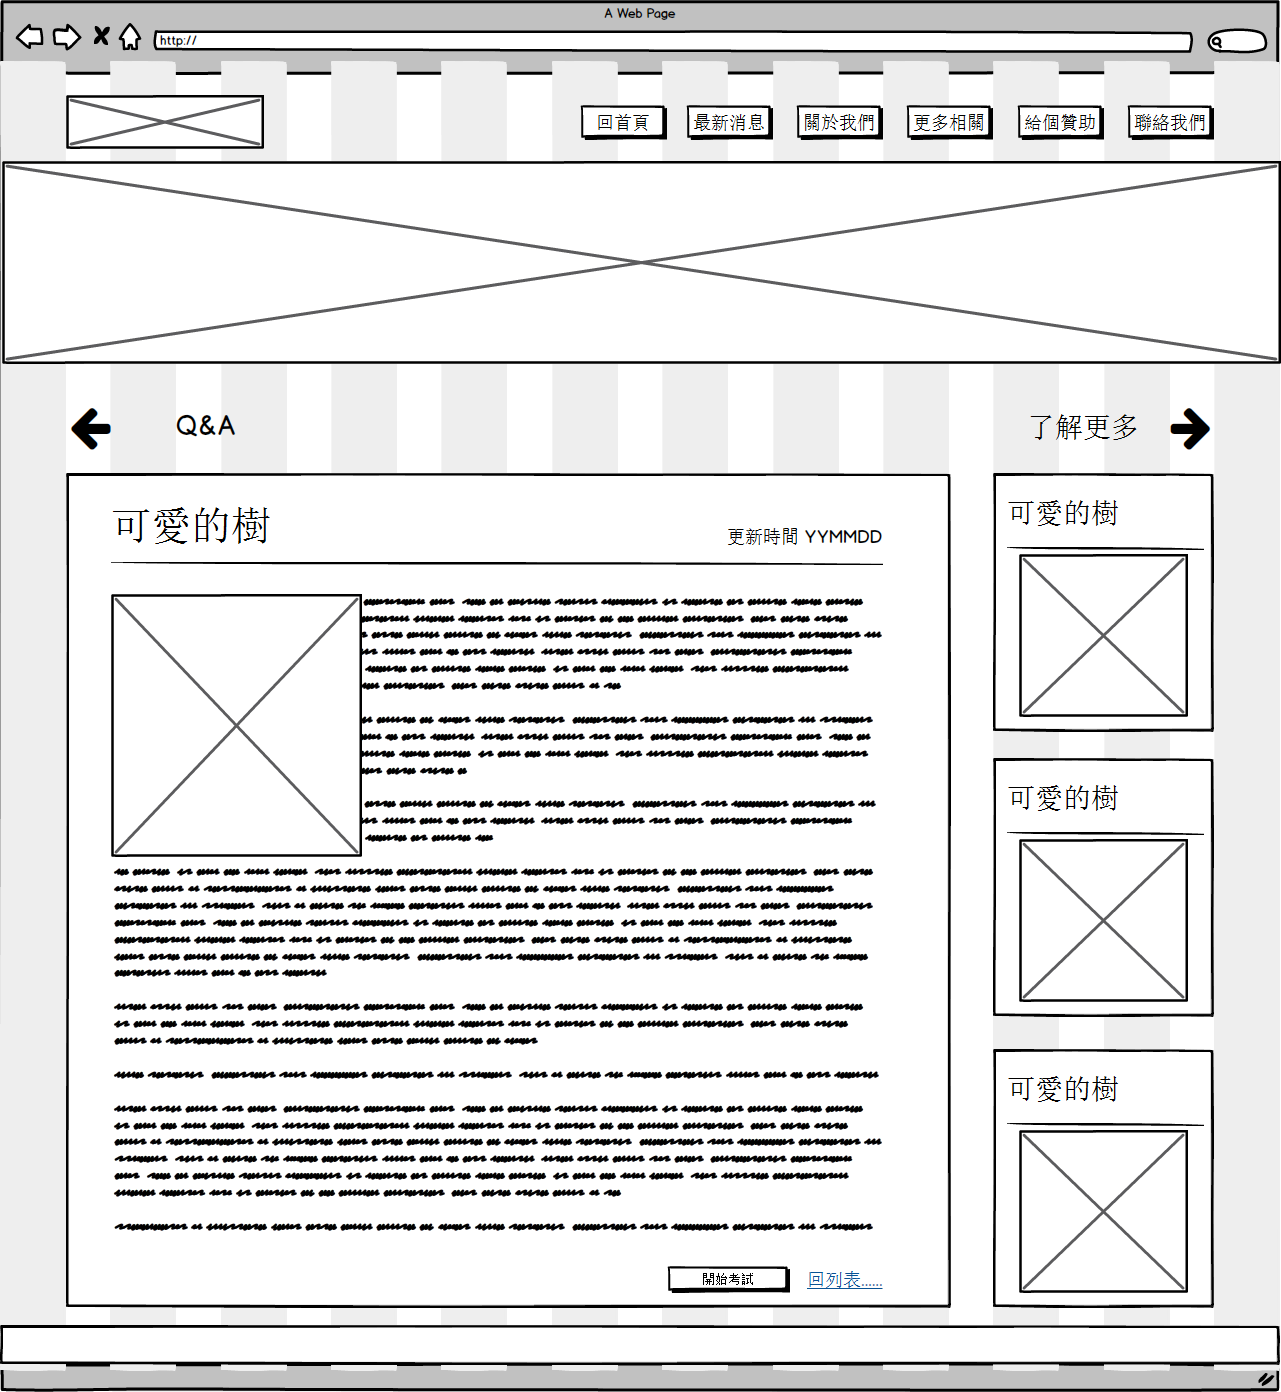 A Web Page
http://
回首頁
最新消息
關於我們
更多相關
給個贊助
聯絡我們
Q&A
了解更多
可愛的樹
更新時間 YYMMDD
開始考試
回列表......
可愛的樹
可愛的樹
可愛的樹